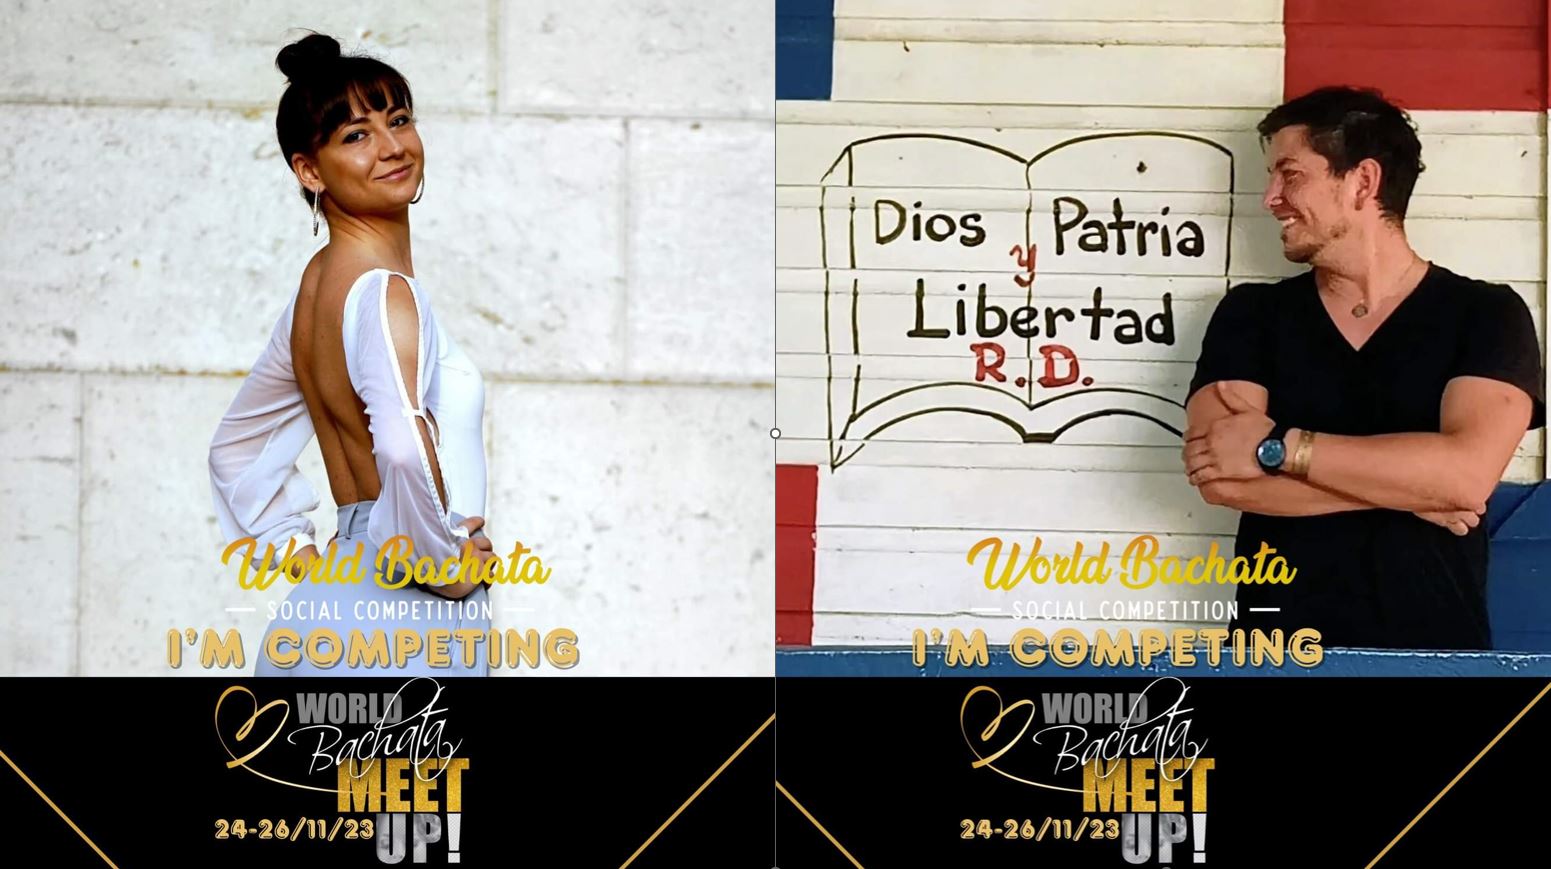 World Bachata
SOCIAL COMPETITION
I'M COMPETING
WORLD
Bachata
MEET
24-26/11/23
UP!
Dios y Patria
Libertad
R.D.
World Bachata
SOCIAL COMPETITION
I'M COMPETING
WORLD
Bachata
MEET
24-26/11/23
UP!